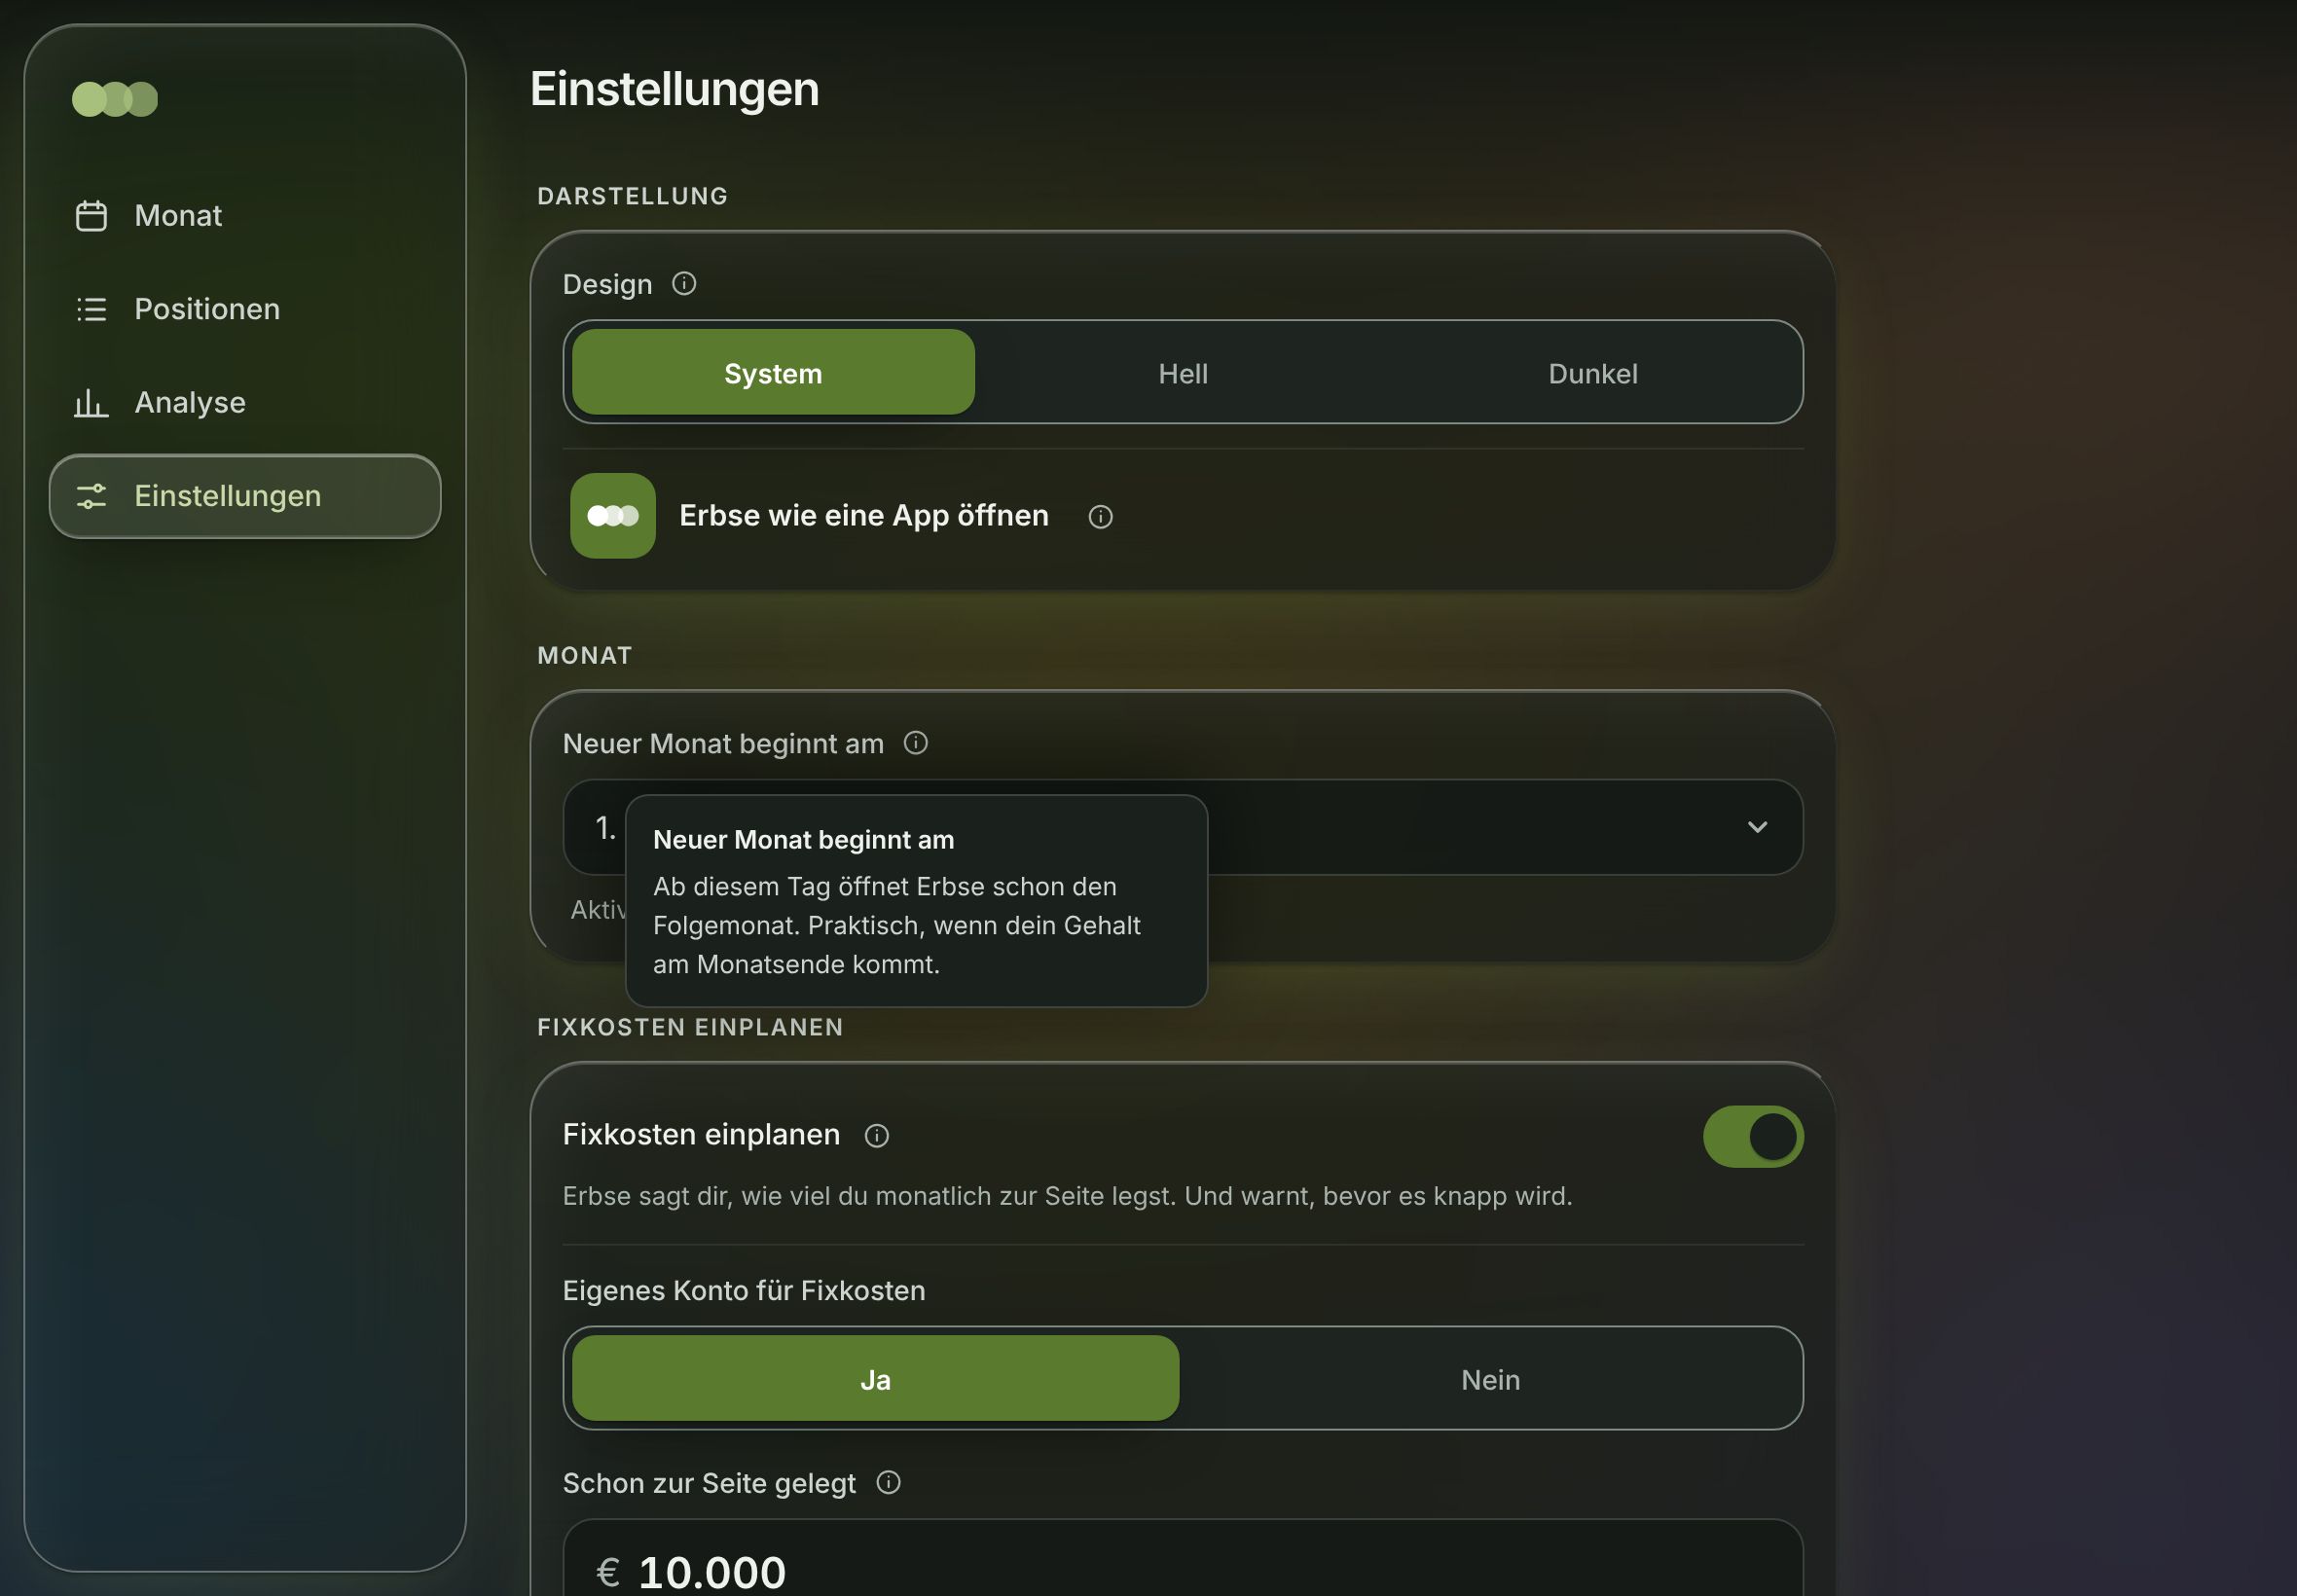 Einstellungen
DARSTELLUNG
Monat
Positionen
Analyse
Einstellungen
Design
System
Hell
Dunkel
Erbse wie eine App öffnen
MONAT
Neuer Monat beginnt am
1.
Neuer Monat beginnt am
Ab diesem Tag öffnet Erbse schon den
Folgemonat. Praktisch, wenn dein Gehalt
am Monatsende kommt.
FIXKOSTEN EINPLANEN
Fixkosten einplanen
Erbse sagt dir, wie viel du monatlich zur Seite legst. Und warnt, bevor es knapp wird.
Eigenes Konto für Fixkosten
Ja
Nein
Schon zur Seite gelegt
€ 10.000